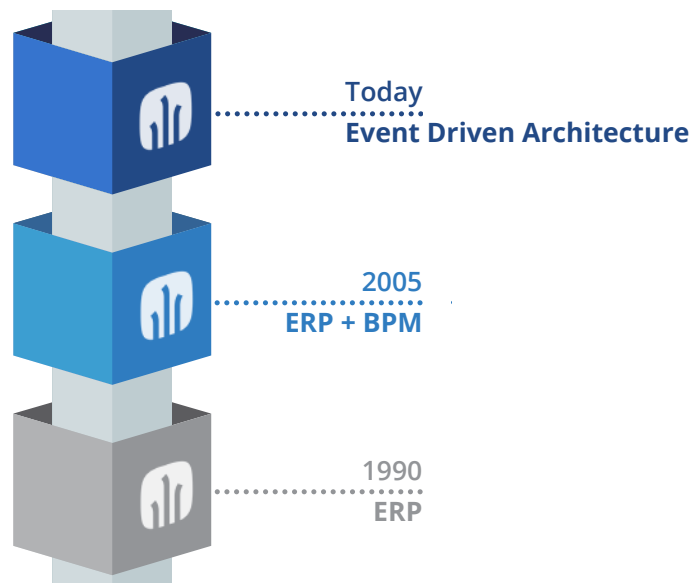 Today
Event Driven Architecture
2005
ERP + BPM
1990
ERP